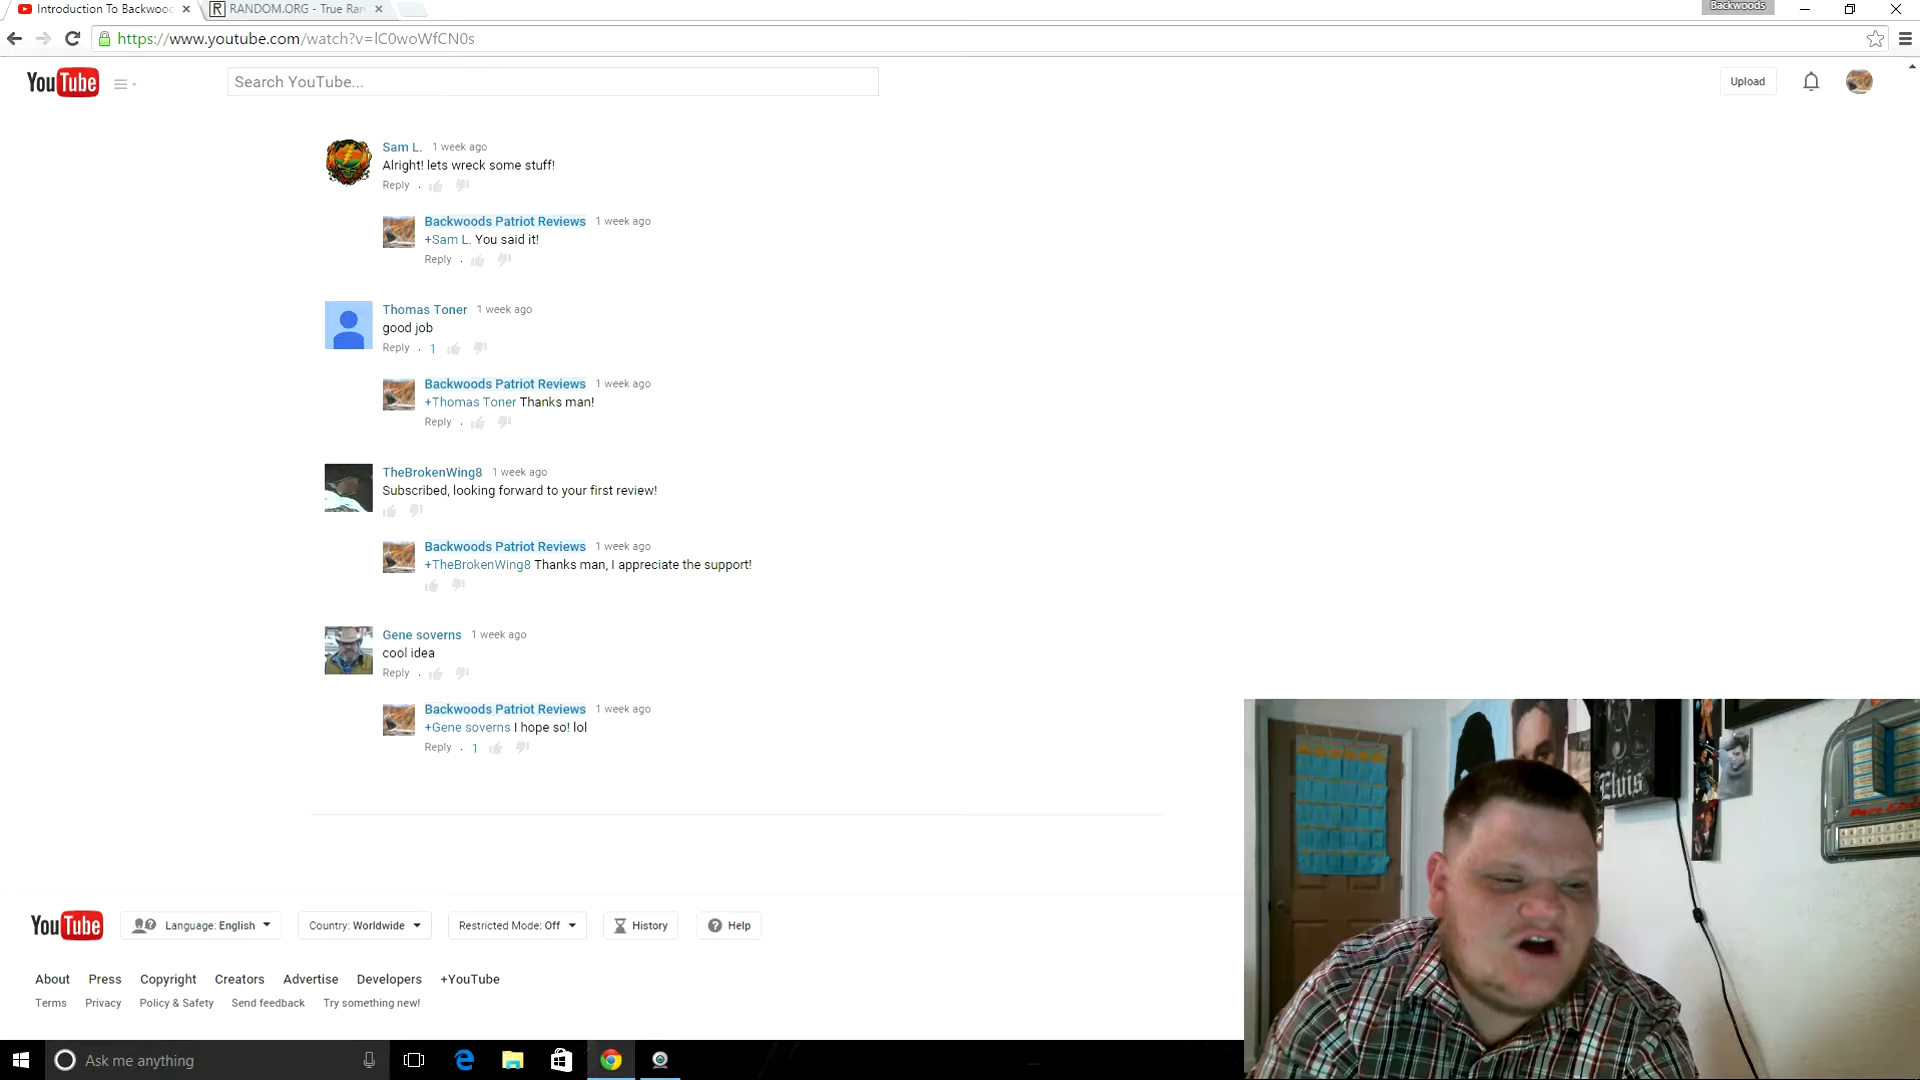 Introduction To Backwoo
RANDOM.ORG - True Ran
Backwoods
https://www.youtube.com/watch?v=lC0woWfCN0s
YouTube
Search YouTube...
Upload
Sam L. 1 week ago
Alright! lets wreck some stuff!
Reply .
Backwoods Patriot Reviews 1 week ago
+Sam L. You said it!
Reply .
Thomas Toner 1 week ago
good job
Reply . 1
Backwoods Patriot Reviews 1 week ago
+Thomas Toner Thanks man!
Reply .
TheBrokenWing8 1 week ago
Subscribed, looking forward to your first review!
Backwoods Patriot Reviews 1 week ago
+TheBrokenWing8 Thanks man, I appreciate the support!
Gene soverns 1 week ago
cool idea
Reply .
Backwoods Patriot Reviews 1 week ago
+Gene soverns I hope so! lol
Reply . 1
Elvis
YouTube
Language: English
Country: Worldwide
Restricted Mode: Off
History
Help
About Press Copyright Creators Advertise Developers +YouTube
Terms Privacy Policy & Safety Send feedback Try something new!
Ask me anything